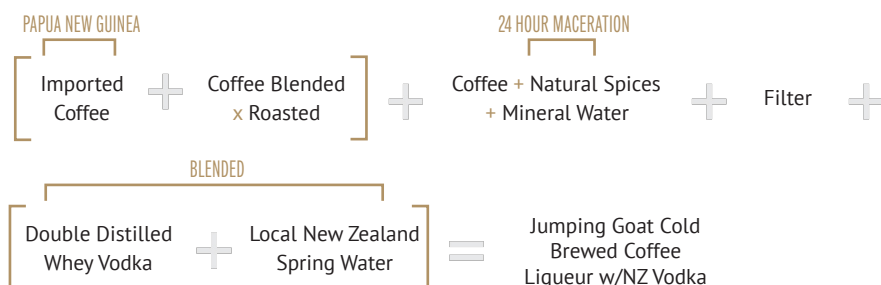 PAPUA NEW GUINEA
24 HOUR MACERATION
Imported
Coffee
+
Coffee Blended
x Roasted
+
Coffee + Natural Spices
+ Mineral Water
+
Filter
+
BLENDED
Double Distilled
Whey Vodka
+
Local New Zealand
Spring Water
=
Jumping Goat Cold
Brewed Coffee
Liqueur w/NZ Vodka